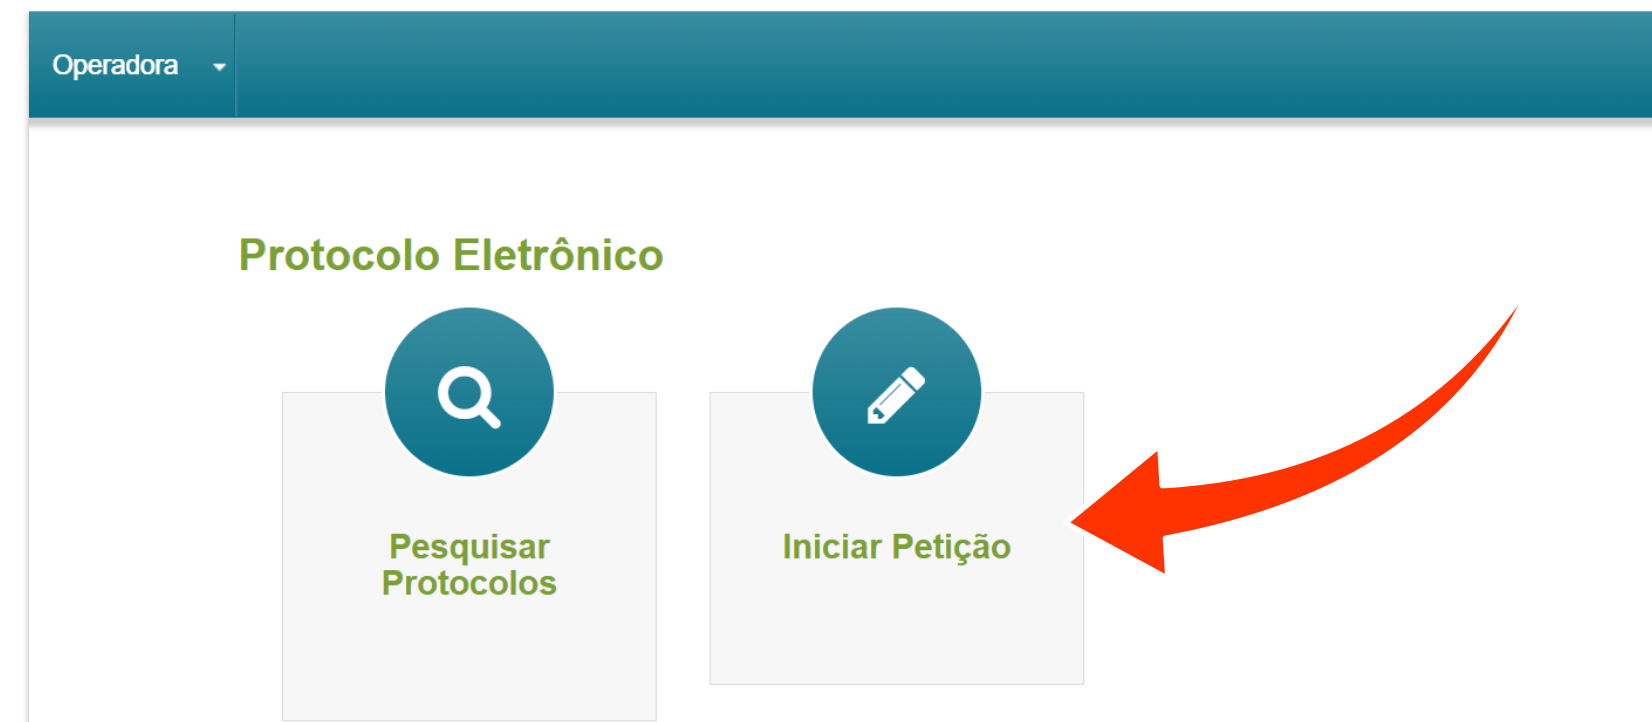 Operadora
Protocolo Eletrônico
Pesquisar
Protocolos
Iniciar Petição